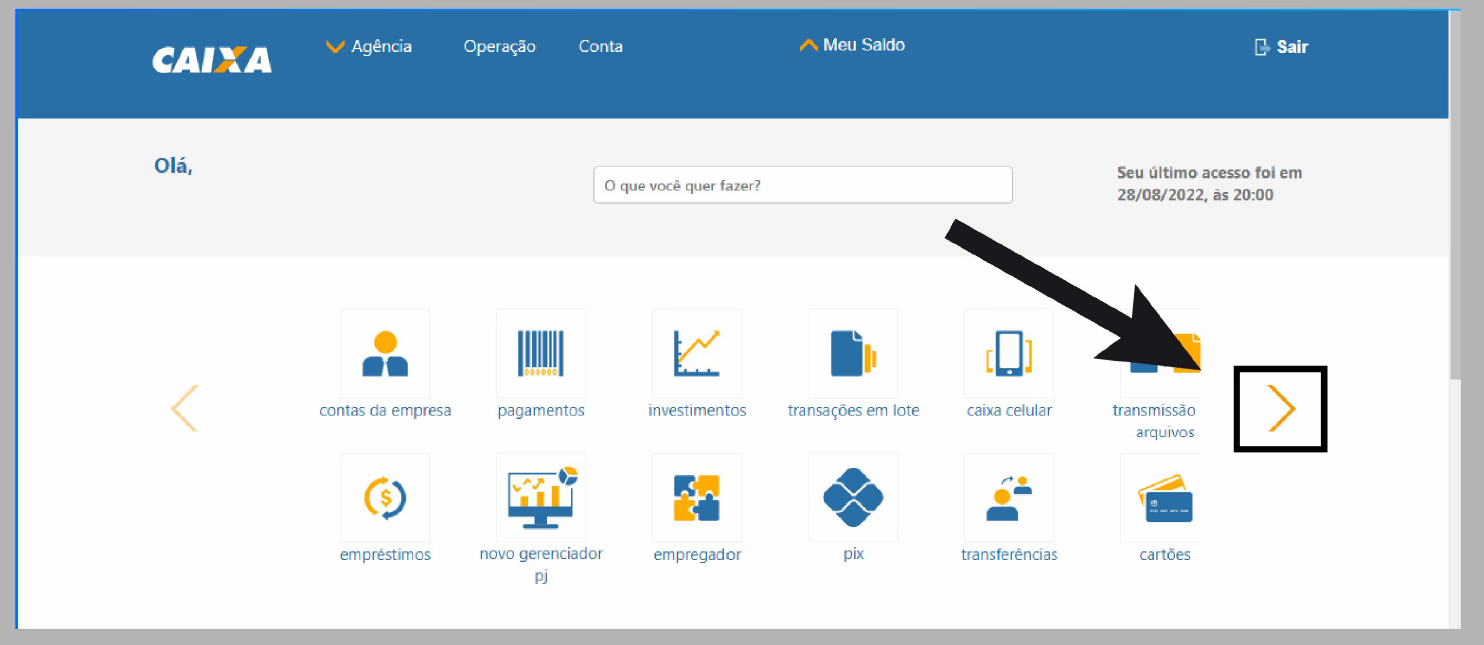 CAIXA
Agência Operação Conta
Meu Saldo
Sair
Olá,
O que você quer fazer?
Seu último acesso foi em
28/08/2022, às 20:00
contas da empresa
pagamentos
investimentos
transações em lote
caixa celular
transmissão
arquivos
empréstimos
novo gerenciador
pj
empregador
pix
transferências
cartões